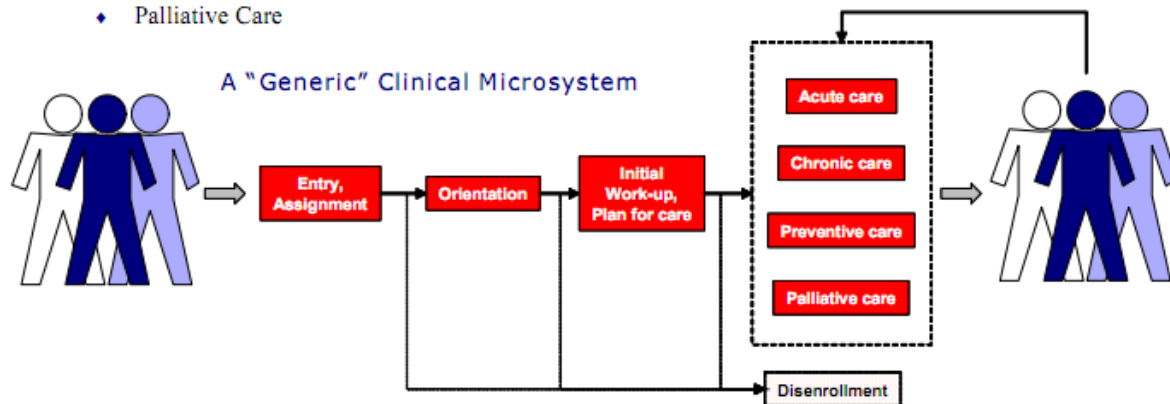 ♦ Palliative Care
A “Generic” Clinical Microsystem
Entry,
Assignment
Orientation
Initial
Work-up,
Plan for care
Acute care
Chronic care
Preventive care
Palliative care
Disenrollment